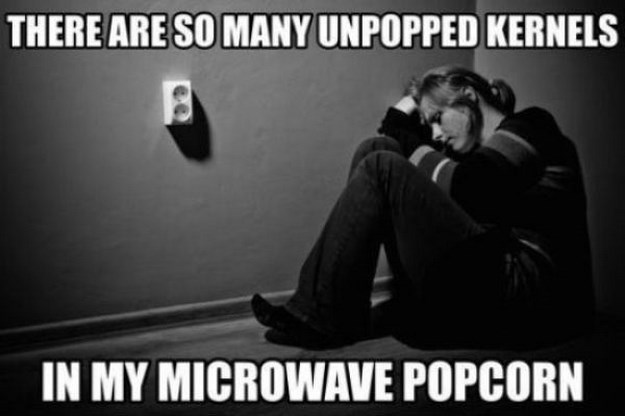 THERE ARE SO MANY UNPOPPED KERNELS
IN MY MICROWAVE POPCORN